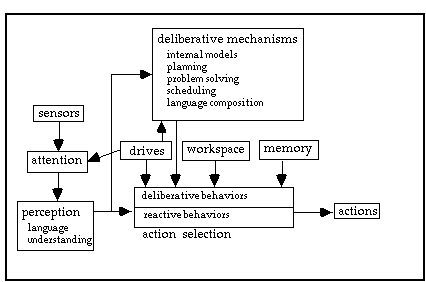 deliberative mechanisms
internal models
planning
problem solving
scheduling
language composition
sensors
attention
drives
workspace
memory
perception
language
understanding
deliberative behaviors
reactive behaviors
action selection
actions